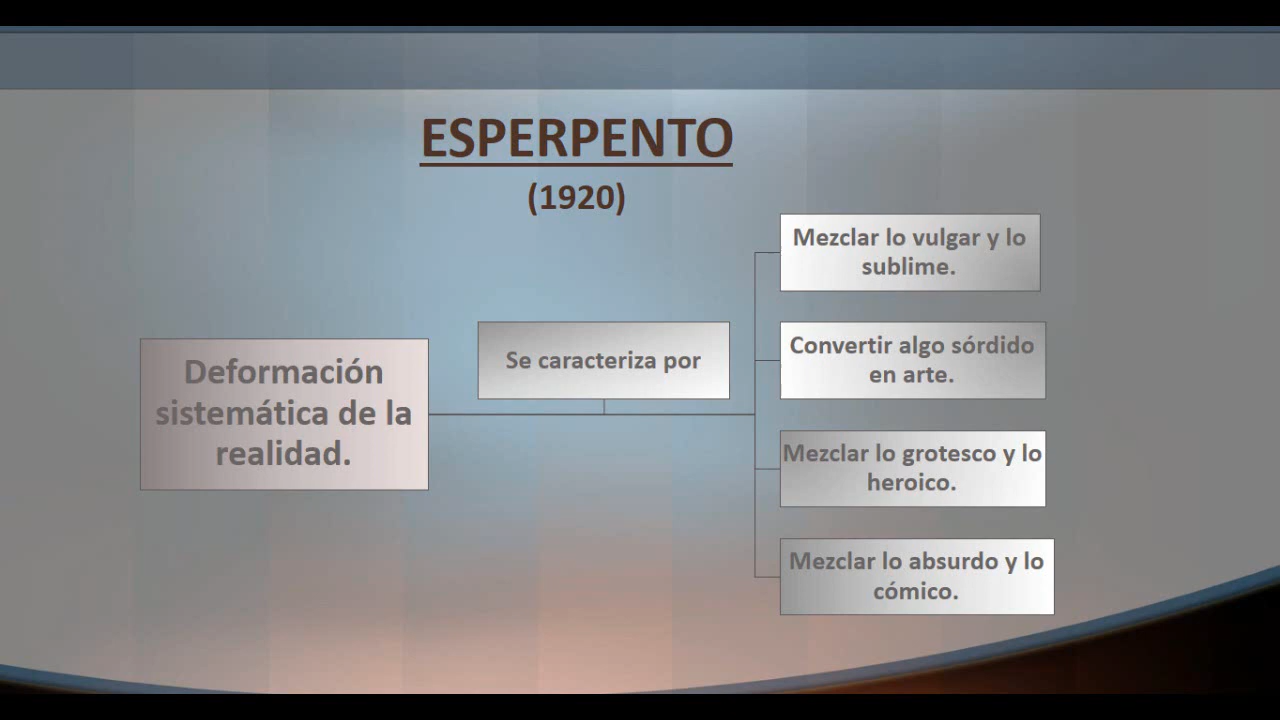 ESPERPENTO
(1920)
Deformación
sistemática de la
realidad.
Se caracteriza por
Mezclar lo vulgar y lo
sublime.
Convertir algo sórdido
en arte.
Mezclar lo grotesco y lo
heroico.
Mezclar lo absurdo y lo
cómico.